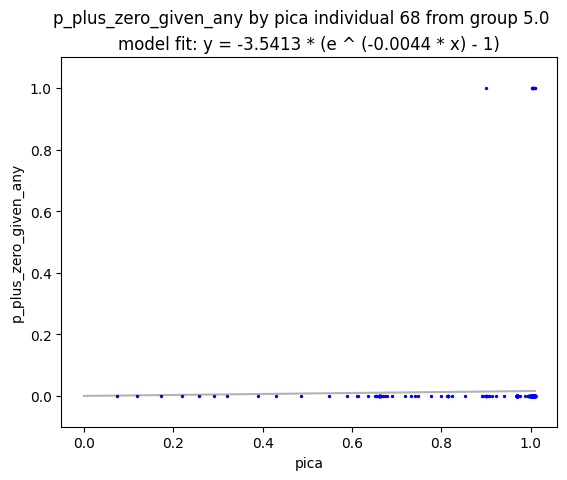 p_plus_zero_given_any by pica individual 68 from group 5.0
model fit: y = -3.5413 * (e ^ (-0.0044 * x) - 1)
1.0
0.8
0.6
0.4
0.2
0.0
p_plus_zero_given_any
0.0 0.2 0.4 0.6 0.8 1.0
pica